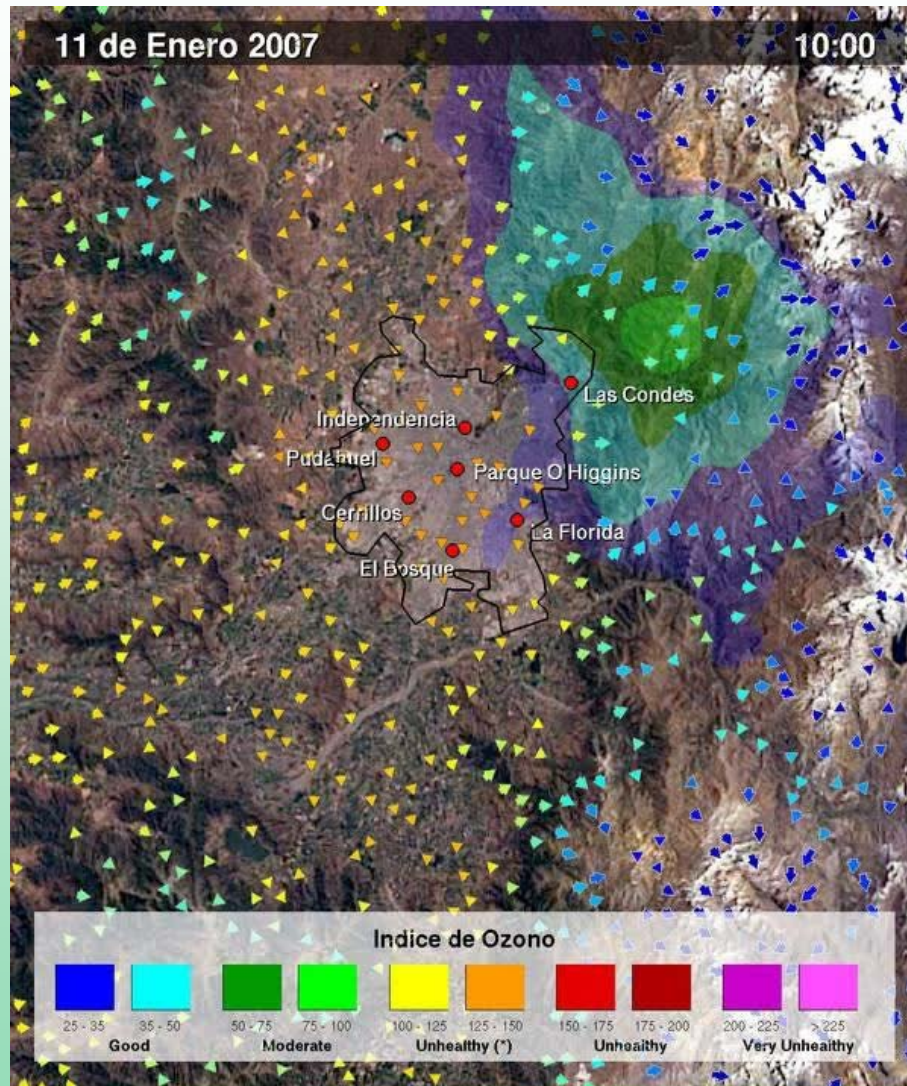 11 de Enero 2007
10:00
Las Condes
Independencia
Pudahuel
Parque O'Higgins
Cerrillos
La Florida
El Bosque
Indice de Ozono
25 - 35
35 - 50
50 - 75
75 - 100
100 - 125
125 - 150
150 - 175
175 - 200
200 - 225
> 225
Good
Moderate
Unhealthy (*)
Unhealthy
Very Unhealthy